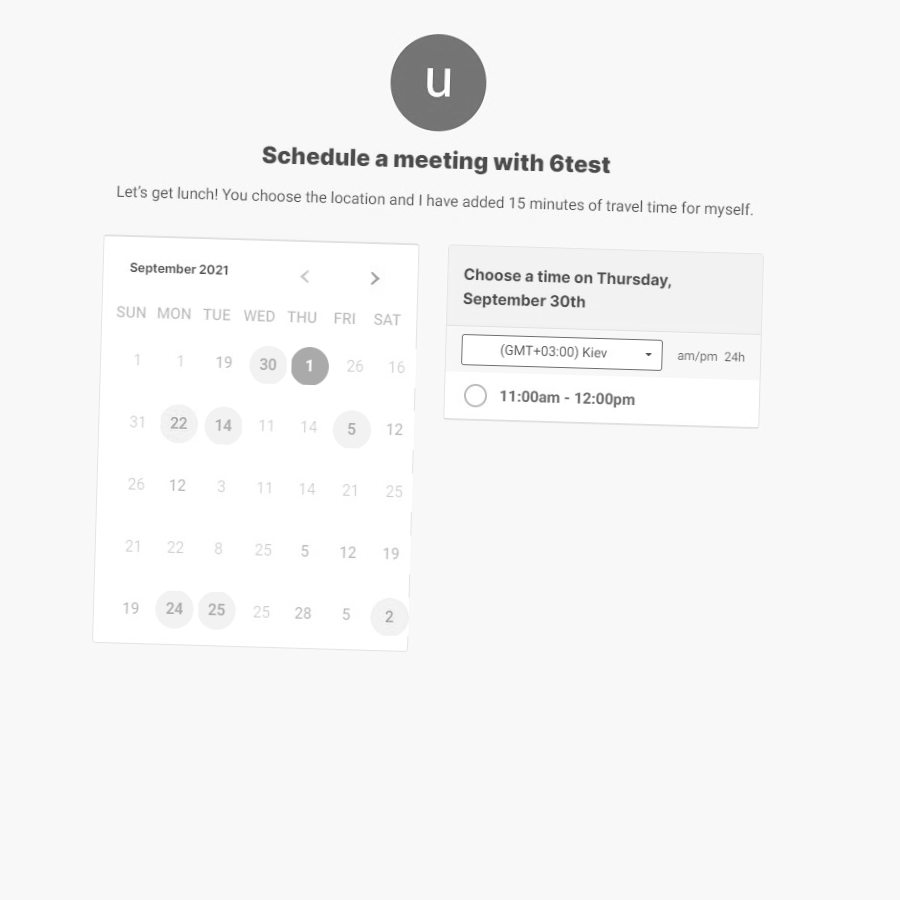 u
Schedule a meeting with 6test
Let's get lunch! You choose the location and I have added 15 minutes of travel time for myself.
September 2021
SUN MON TUE WED THU FRI SAT
1 1 19 30 1 26 16
31 22 14 11 14 5 12
26 12 3 11 14 21 25
21 22 8 25 5 12 19
19 24 25 25 28 5 2
Choose a time on Thursday,
September 30th
(GMT+03:00) Kiev am/pm 24h
11:00am - 12:00pm